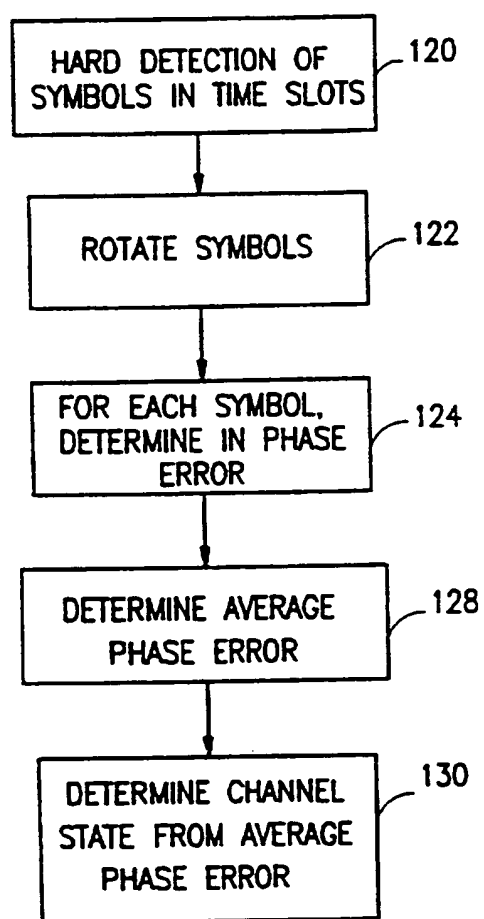 HARD DETECTION OF
SYMBOLS IN TIME SLOTS
120
ROTATE SYMBOLS
122
FOR EACH SYMBOL,
DETERMINE IN PHASE
ERROR
124
DETERMINE AVERAGE
PHASE ERROR
128
DETERMINE CHANNEL
STATE FROM AVERAGE
PHASE ERROR
130